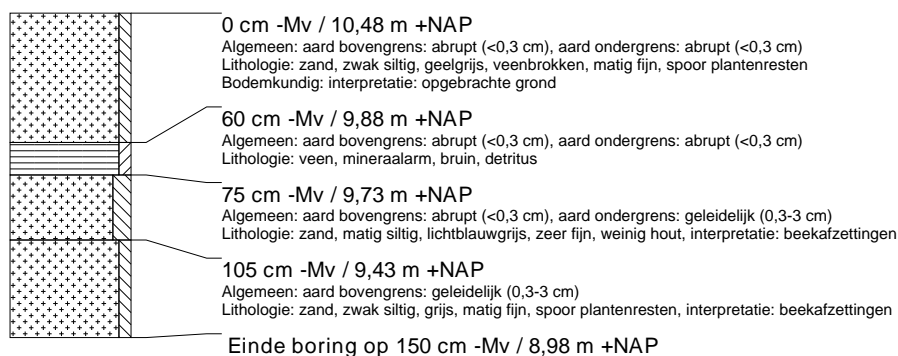 0 cm -Mv / 10,48 m +NAP
Algemeen: aard bovengrens: abrupt (<0,3 cm), aard ondergrens: abrupt (<0,3 cm)
Lithologie: zand, zwak siltig, geelgrijs, veenbrokken, matig fijn, spoor plantenresten
Bodemkundig: interpretatie: opgebrachte grond
60 cm -Mv / 9,88 m +NAP
Algemeen: aard bovengrens: abrupt (<0,3 cm), aard ondergrens: abrupt (<0,3 cm)
Lithologie: veen, mineraalarm, bruin, detritus
75 cm -Mv / 9,73 m +NAP
Algemeen: aard bovengrens: abrupt (<0,3 cm), aard ondergrens: geleidelijk (0,3-3 cm)
Lithologie: zand, matig siltig, lichtblauwgrijs, zeer fijn, weinig hout, interpretatie: beekafzettingen
105 cm -Mv / 9,43 m +NAP
Algemeen: aard bovengrens: geleidelijk (0,3-3 cm)
Lithologie: zand, zwak siltig, grijs, matig fijn, spoor plantenresten, interpretatie: beekafzettingen
Einde boring op 150 cm -Mv / 8,98 m +NAP